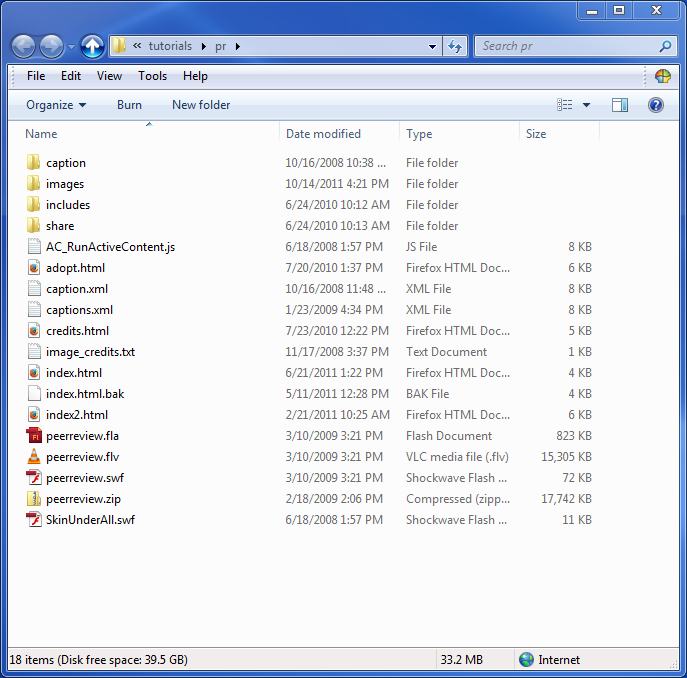 « tutorials pr Search pr
File Edit View Tools Help
Organize Burn New folder
Name Date modified Type Size
caption 10/16/2008 10:38 ... File folder
images 10/14/2011 4:21 PM File folder
includes 6/24/2010 10:12 AM File folder
share 6/24/2010 10:13 AM File folder
AC_RunActiveContent.js 6/18/2008 1:57 PM JS File 8 KB
adopt.html 7/20/2010 1:37 PM Firefox HTML Doc... 6 KB
caption.xml 10/16/2008 11:48 ... XML File 8 KB
captions.xml 1/23/2009 4:34 PM XML File 8 KB
credits.html 7/23/2010 12:22 PM Firefox HTML Doc... 5 KB
image_credits.txt 11/17/2008 3:37 PM Text Document 1 KB
index.html 6/21/2011 1:22 PM Firefox HTML Doc... 4 KB
index.html.bak 5/11/2011 12:28 PM BAK File 4 KB
index2.html 2/21/2011 10:25 AM Firefox HTML Doc... 6 KB
peerreview.fla 3/10/2009 3:21 PM Flash Document 823 KB
peerreview.flv 3/10/2009 3:21 PM VLC media file (.flv) 15,305 KB
peerreview.swf 3/10/2009 3:21 PM Shockwave Flash ... 72 KB
peerreview.zip 2/18/2009 2:06 PM Compressed (zipp... 17,742 KB
SkinUnderAll.swf 6/18/2008 1:57 PM Shockwave Flash ... 11 KB
18 items (Disk free space: 39.5 GB) 33.2 MB Internet